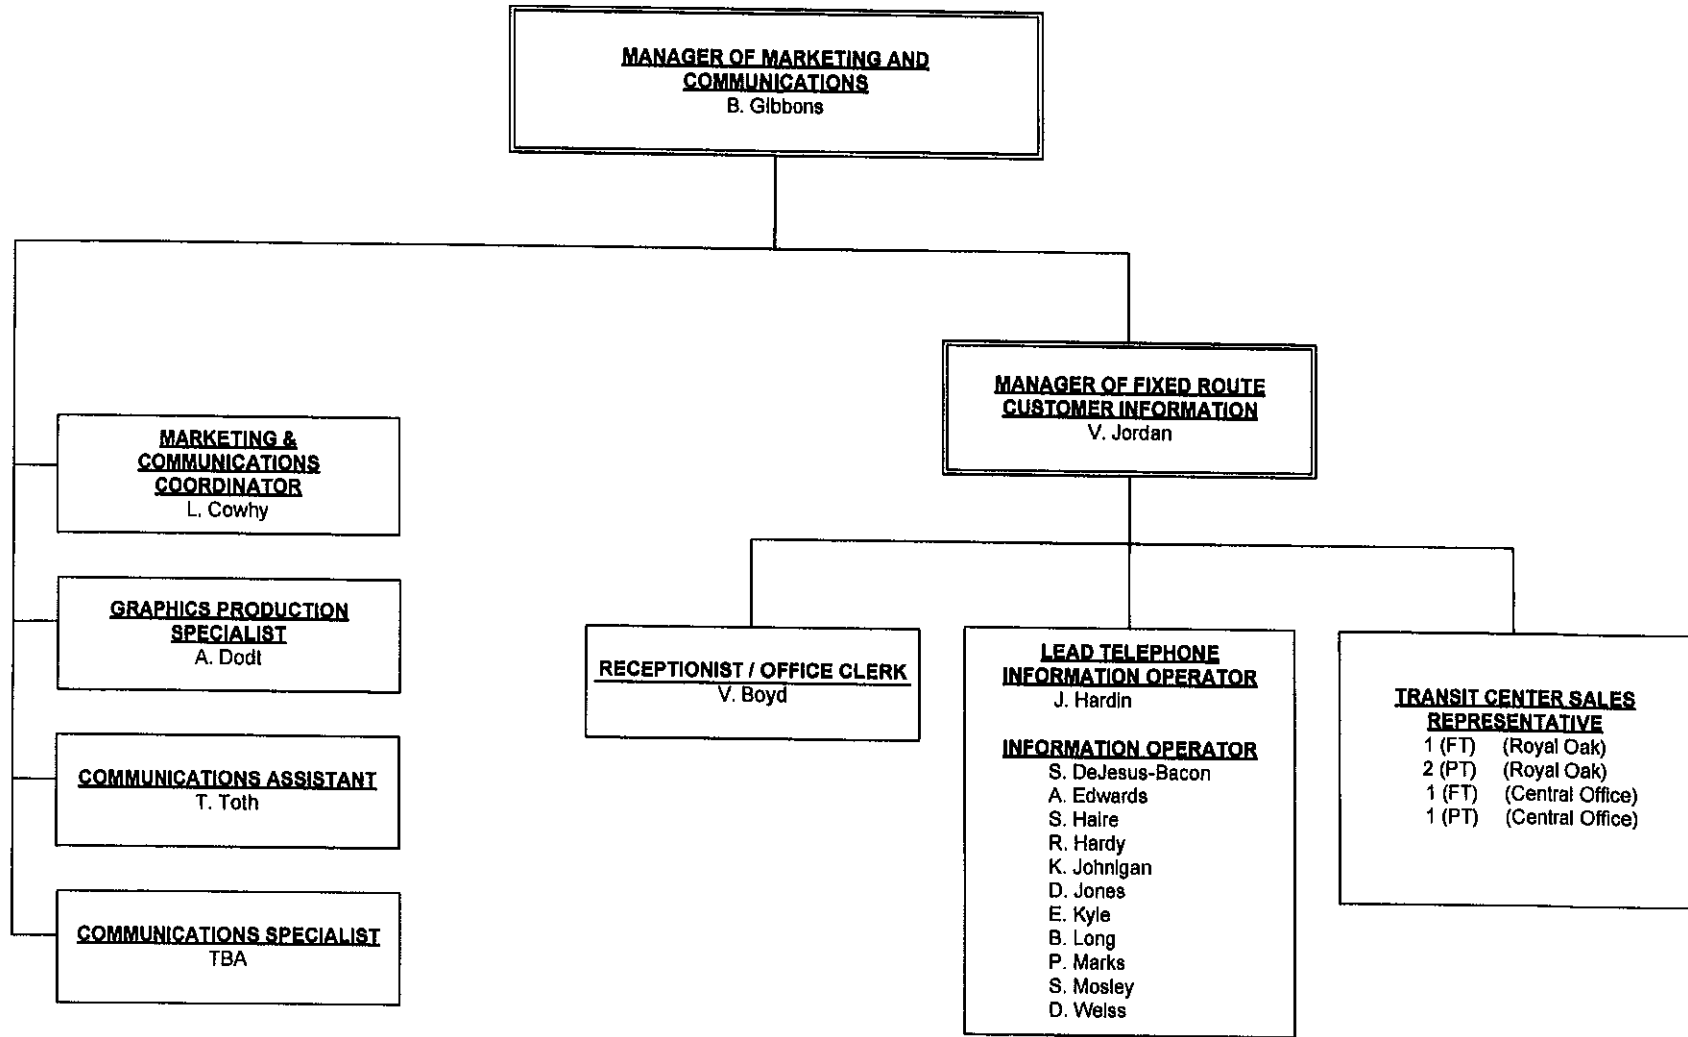 MANAGER OF MARKETING AND
COMMUNICATIONS
B. Gibbons
MANAGER OF FIXED ROUTE
CUSTOMER INFORMATION
V. Jordan
MARKETING &
COMMUNICATIONS
COORDINATOR
L. Cowhy
GRAPHICS PRODUCTION
SPECIALIST
A. Dodt
COMMUNICATIONS ASSISTANT
T. Toth
COMMUNICATIONS SPECIALIST
TBA
RECEPTIONIST / OFFICE CLERK
V. Boyd
LEAD TELEPHONE
INFORMATION OPERATOR
J. Hardin
INFORMATION OPERATOR
S. DeJesus-Bacon
A. Edwards
S. Haire
R. Hardy
K. Johnigan
D. Jones
E. Kyle
B. Long
P. Marks
S. Mosley
D. Weiss
TRANSIT CENTER SALES
REPRESENTATIVE
1 (FT) (Royal Oak)
2 (PT) (Royal Oak)
1 (FT) (Central Office)
1 (PT) (Central Office)